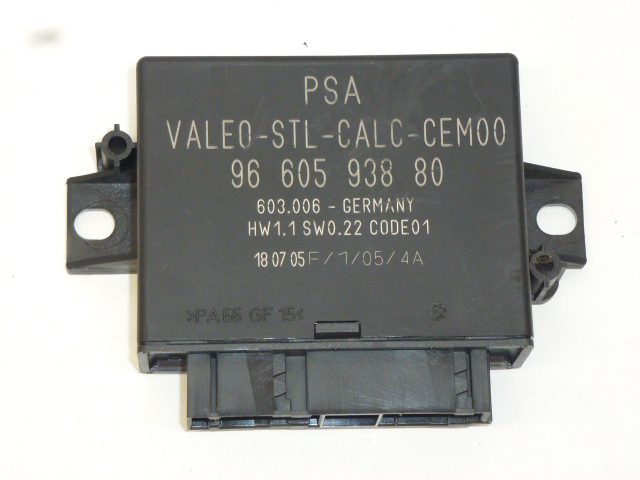 PSA
VALEO-STL-CALC-CEM00
96 605 938 80
603.006 - GERMANY
HW1.1 SW0.22 CODE01
18 07 05 F/1/05/4A
>PA66 GF 15<